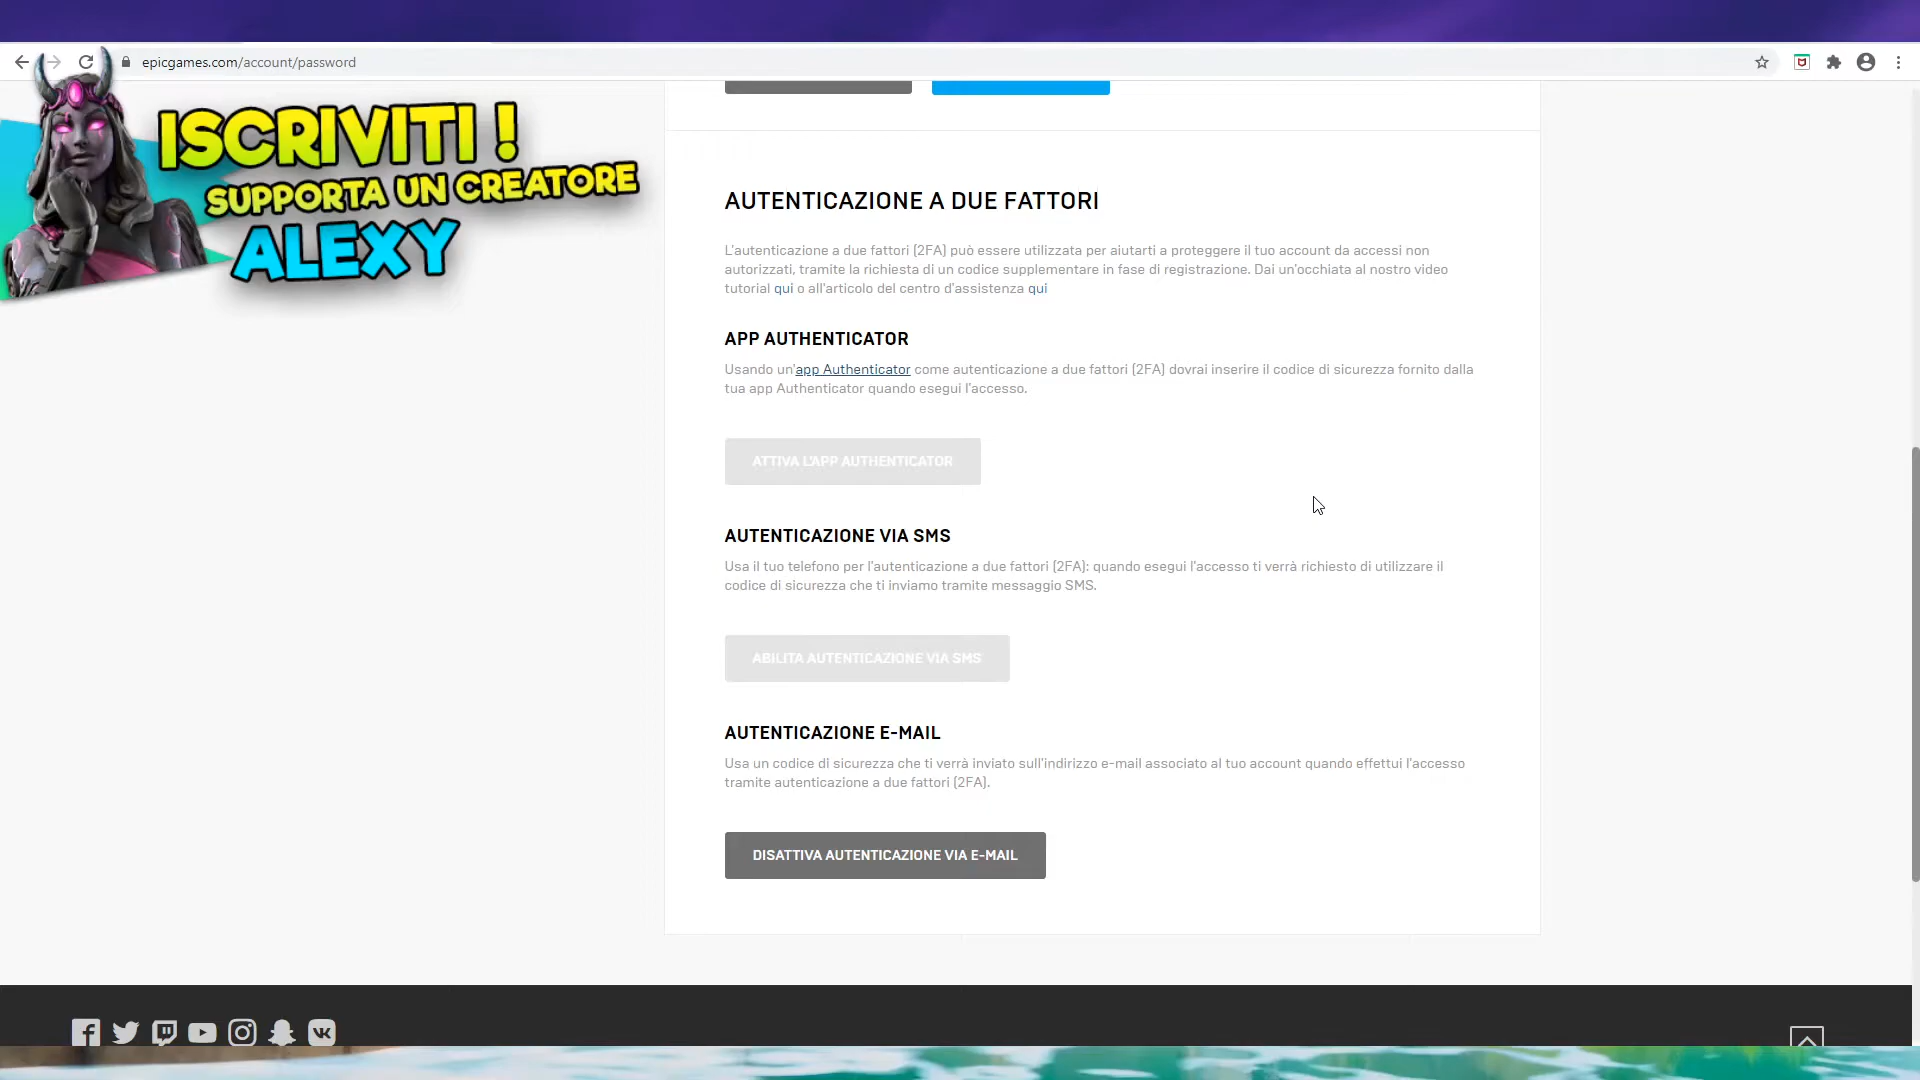 epicgames.com/account/password
ISCRIVITI !
SUPPORTA UN CREATORE
ALEXY
AUTENTICAZIONE A DUE FATTORI
L'autenticazione a due fattori (2FA) può essere utilizzata per aiutarti a proteggere il tuo account da accessi non
autorizzati, tramite la richiesta di un codice supplementare in fase di registrazione. Dai un'occhiata al nostro video
tutorial qui o all'articolo del centro d'assistenza qui
APP AUTHENTICATOR
Usando un'app Authenticator come autenticazione a due fattori (2FA) dovrai inserire il codice di sicurezza fornito dalla
tua app Authenticator quando esegui l'accesso.
ATTIVA L'APP AUTHENTICATOR
AUTENTICAZIONE VIA SMS
Usa il tuo telefono per l'autenticazione a due fattori (2FA): quando esegui l'accesso ti verrà richiesto di utilizzare il
codice di sicurezza che ti inviamo tramite messaggio SMS.
ABILITA AUTENTICAZIONE VIA SMS
AUTENTICAZIONE E-MAIL
Usa un codice di sicurezza che ti verrà inviato sull'indirizzo e-mail associato al tuo account quando effettui l'accesso
tramite autenticazione a due fattori (2FA).
DISATTIVA AUTENTICAZIONE VIA E-MAIL